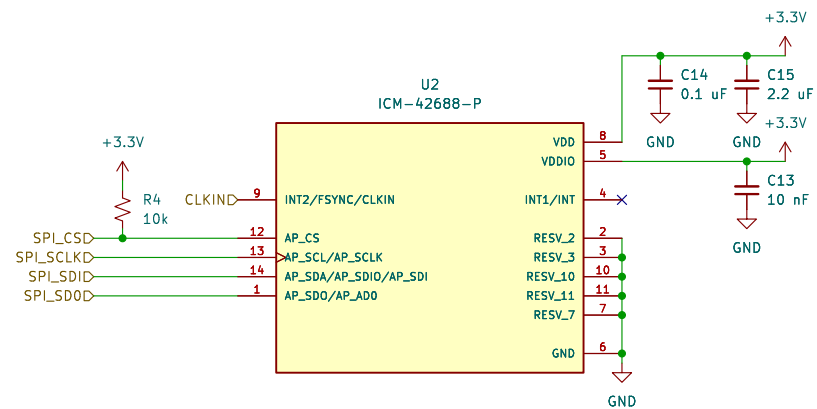 +3.3V
U2
ICM-42688-P
C14
0.1 uF
C15
2.2 uF
GND
GND
+3.3V
8
VDD
5
VDDIO
C13
10 nF
GND
+3.3V
R4
10k
CLKIN
9
INT2/FSYNC/CLKIN
4
INT1/INT
SPI_CS
12
AP_CS
2
RESV_2
SPI_SCLK
13
AP_SCL/AP_SCLK
3
RESV_3
SPI_SDI
14
AP_SDA/AP_SDIO/AP_SDI
10
RESV_10
SPI_SDO
1
AP_SDO/AP_AD0
11
RESV_11
7
RESV_7
6
GND
GND